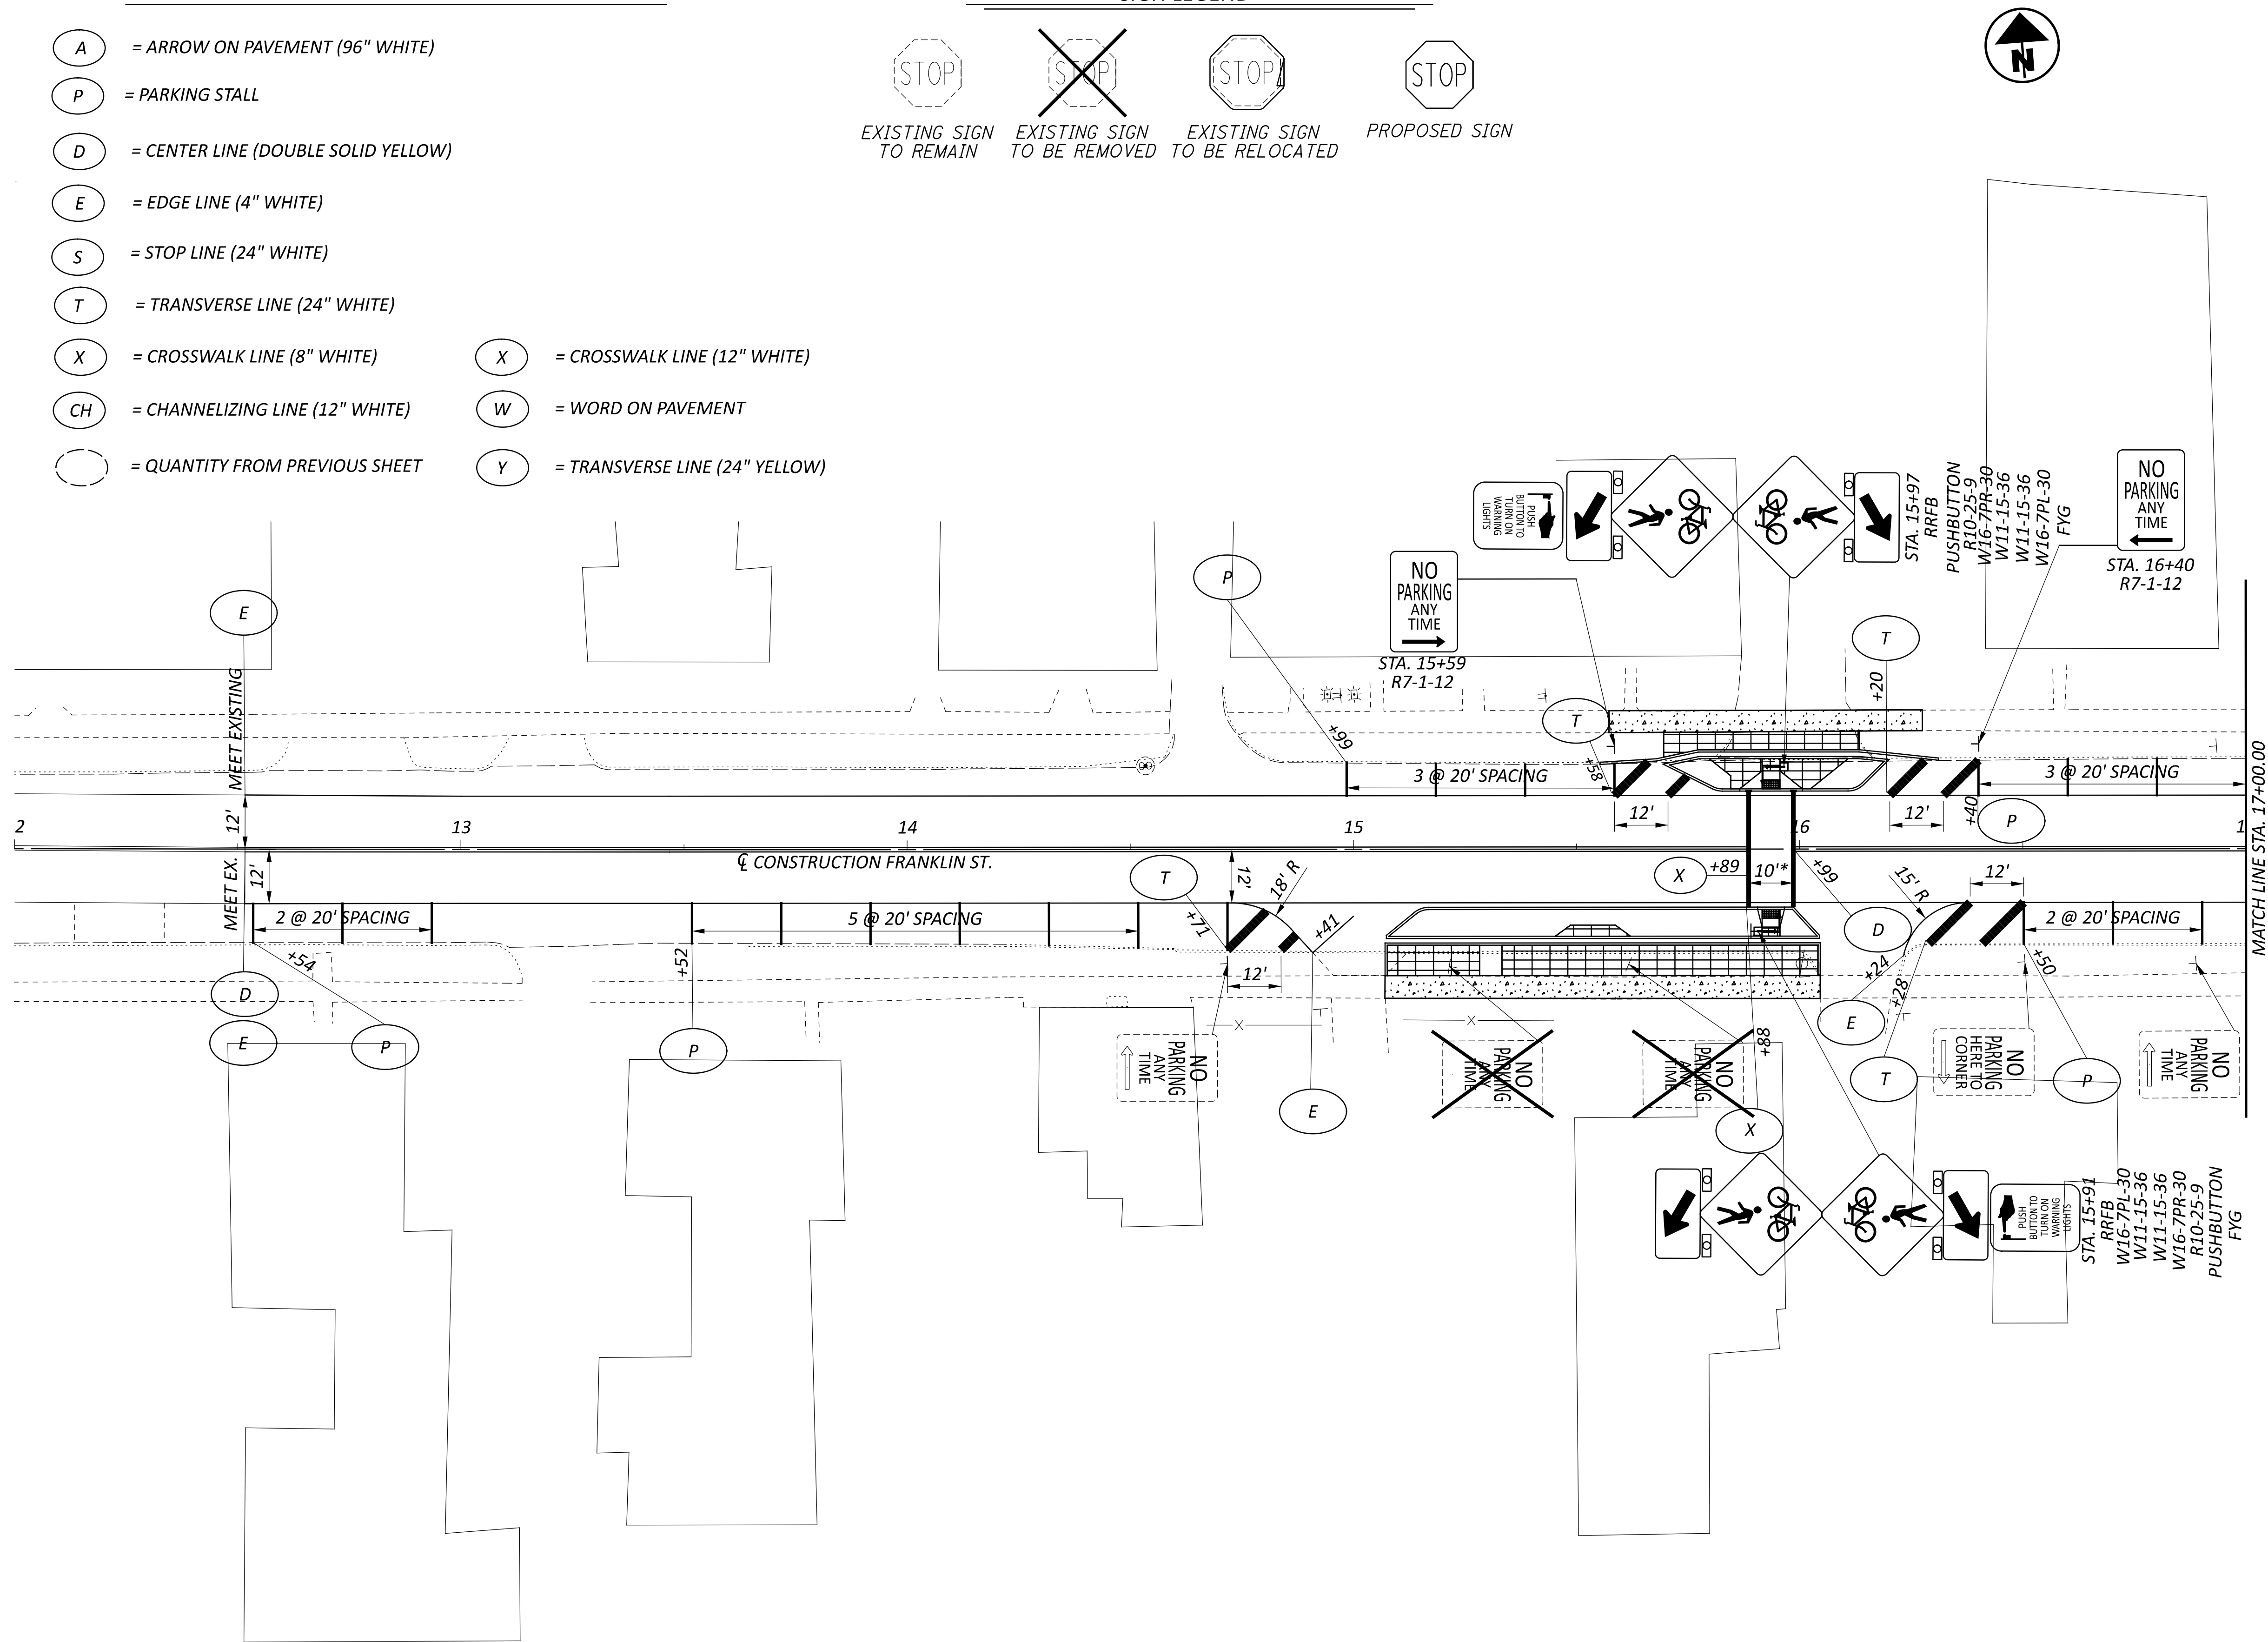 SIGN LEGEND
A = ARROW ON PAVEMENT (96" WHITE)
P = PARKING STALL
D = CENTER LINE (DOUBLE SOLID YELLOW)
E = EDGE LINE (4" WHITE)
S = STOP LINE (24" WHITE)
T = TRANSVERSE LINE (24" WHITE)
X = CROSSWALK LINE (8" WHITE)
CH = CHANNELIZING LINE (12" WHITE)
= QUANTITY FROM PREVIOUS SHEET
X = CROSSWALK LINE (12" WHITE)
W = WORD ON PAVEMENT
Y = TRANSVERSE LINE (24" YELLOW)
STOP
EXISTING SIGN
TO REMAIN
STOP
EXISTING SIGN
TO BE REMOVED
STOP
EXISTING SIGN
TO BE RELOCATED
STOP
PROPOSED SIGN
N
PUSH
BUTTON TO
TURN ON
WARNING
LIGHTS
STA. 15+97
RRFB
PUSHBUTTON
R10-25-9
W16-7PR-30
W11-15-36
W11-15-36
W16-7PL-30
FYG
NO
PARKING
ANY
TIME
STA. 16+40
R7-1-12
NO
PARKING
ANY
TIME
STA. 15+59
R7-1-12
E
P
T
T
+20
MEET EXISTING
+99
+58
3 @ 20' SPACING
3 @ 20' SPACING
12'
12'
12'
+40
P
2
13
14
15
16
1
MATCH LINE STA. 17+00.00
℄ CONSTRUCTION FRANKLIN ST.
MEET EX.
12'
12'
T
18' R
X
+89
10'*
+99
15' R
12'
D
2 @ 20' SPACING
5 @ 20' SPACING
2 @ 20' SPACING
+54
+52
+71
+41
12'
+24
+28
+50
D
E
P
P
E
E
T
P
+88
X
NO
PARKING
ANY
TIME
X
X
NO
PARKING
ANY
TIME
NO
PARKING
ANY
TIME
NO
PARKING
HERE TO
CORNER
NO
PARKING
ANY
TIME
PUSH
BUTTON TO
TURN ON
WARNING
LIGHTS
STA. 15+91
RRFB
W16-7PL-30
W11-15-36
W11-15-36
W16-7PR-30
R10-25-9
PUSHBUTTON
FYG